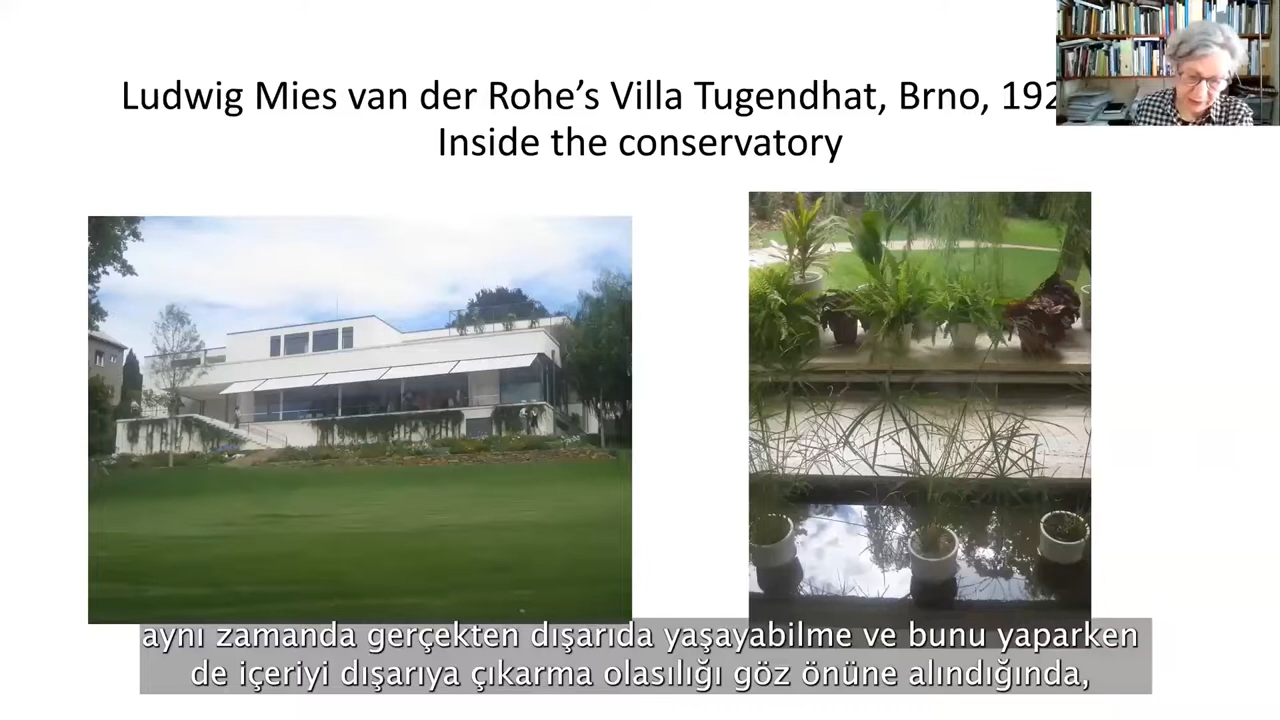 Ludwig Mies van der Rohe’s Villa Tugendhat, Brno, 192
Inside the conservatory
aynı zamanda gerçekten dışarıda yaşayabilme ve bunu yaparken
de içeriyi dışarıya çıkarma olasılığı göz önüne alındığında,